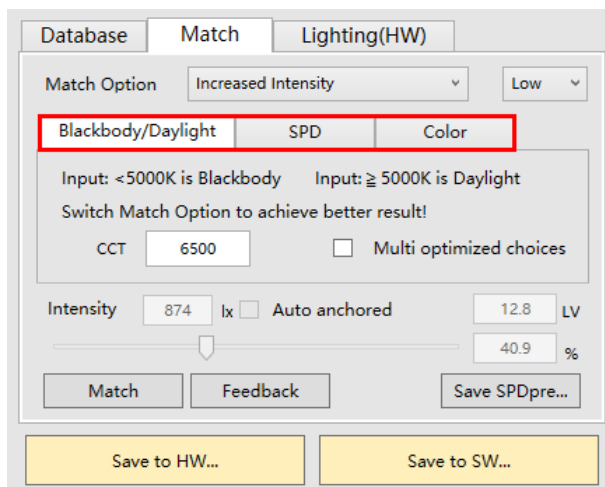 Database Match Lighting(HW)
Match Option Increased Intensity Low
Blackbody/Daylight SPD Color
Input: <5000K is Blackbody Input: ≧ 5000K is Daylight
Switch Match Option to achieve better result!
CCT 6500 Multi optimized choices
Intensity 874 lx Auto anchored 12.8 LV
40.9 %
Match Feedback Save SPDpre...
Save to HW... Save to SW...